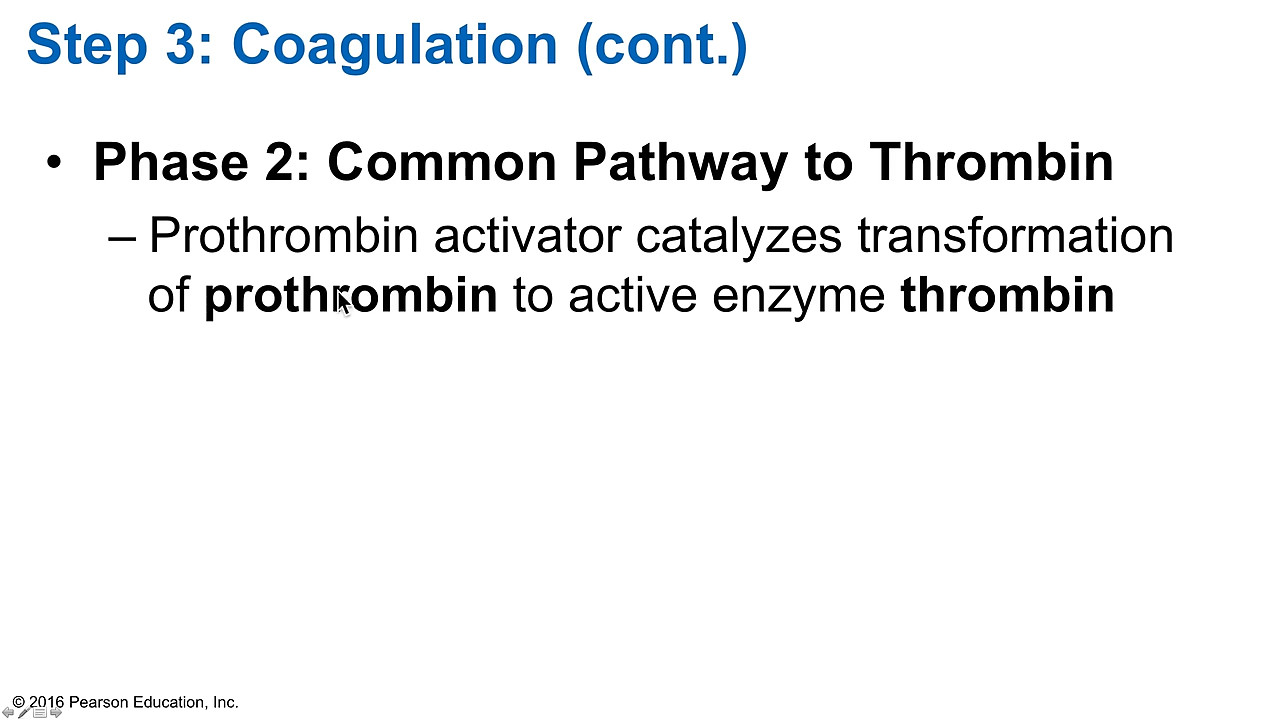 Step 3: Coagulation (cont.)
• Phase 2: Common Pathway to Thrombin
– Prothrombin activator catalyzes transformation
of prothrombin to active enzyme thrombin
© 2016 Pearson Education, Inc.